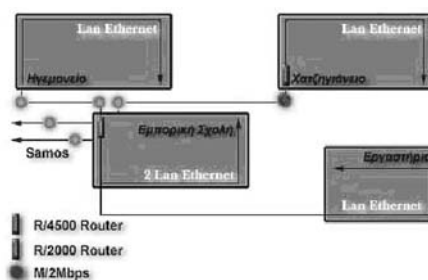 Lan Ethernet
Lan Ethernet
Ηγεμονείο
Χατζηγιάνειο
Εμπορική Σχολή
Samos
2 Lan Ethernet
Εργαστήρια
Lan Ethernet
R/4500 Router
R/2000 Router
M/2Mbps